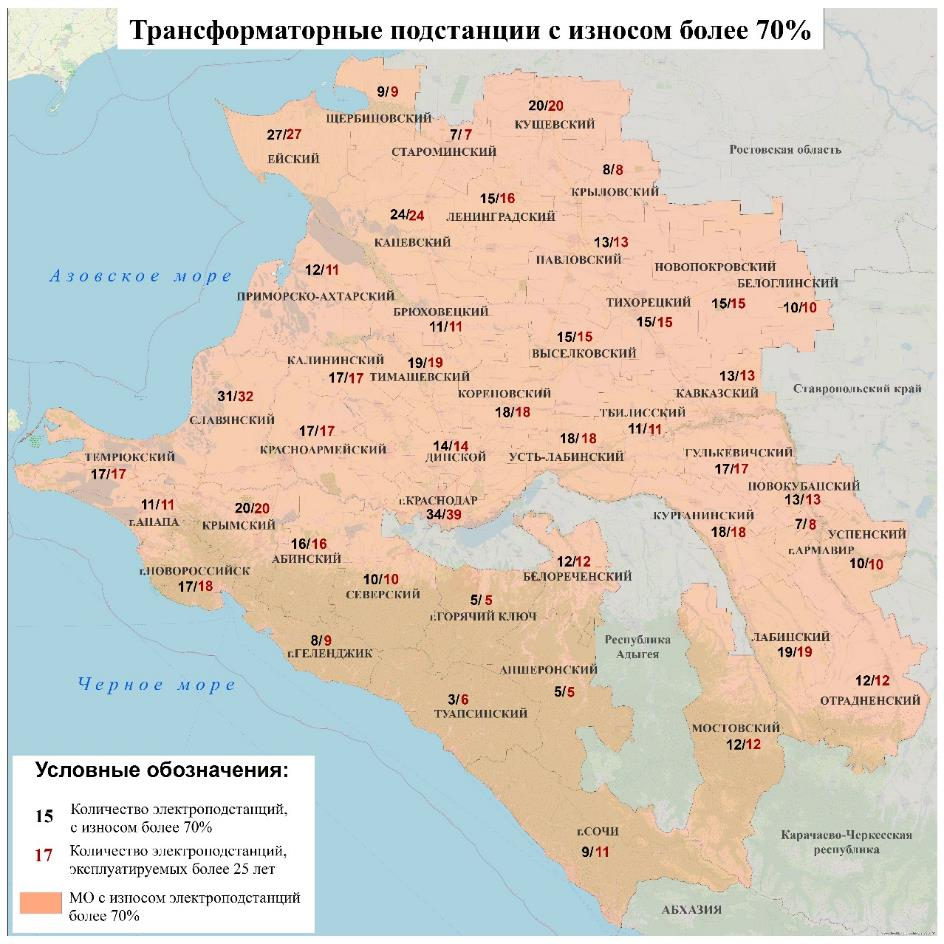 Трансформаторные подстанции с износом более 70%
9/9
ЩЕРБИНОВСКИЙ
20/20
КУЩЕВСКИЙ
27/27
ЕЙСКИЙ
7/7
СТАРОМИНСКИЙ
Ростовская область
8/8
КРЫЛОВСКИЙ
15/16
ЛЕНИНГРАДСКИЙ
24/24
КАНЕВСКИЙ
13/13
ПАВЛОВСКИЙ
Азовское море
12/11
ПРИМОРСКО-АХТАРСКИЙ
НОВОПОКРОВСКИЙ
15/15
БЕЛОГЛИНСКИЙ
10/10
ТИХОРЕЦКИЙ
15/15
БРЮХОВЕЦКИЙ
11/11
15/15
ВЫСЕЛКОВСКИЙ
КАЛИНИНСКИЙ
17/17
19/19
ТИМАШЕВСКИЙ
13/13
КАВКАЗСКИЙ
Ставропольский край
КОРЕНОВСКИЙ
18/18
31/32
СЛАВЯНСКИЙ
ТБИЛИССКИЙ
11/11
17/17
КРАСНОАРМЕЙСКИЙ
14/14
ДИНСКОЙ
18/18
УСТЬ-ЛАБИНСКИЙ
ТЕМРЮКСКИЙ
17/17
ГУЛЬКЕВИЧСКИЙ
17/17
НОВОКУБАНСКИЙ
13/13
11/11
г.АНАПА
20/20
КРЫМСКИЙ
г.КРАСНОДАР
34/39
КУРГАНИНСКИЙ
18/18
7/8
г.АРМАВИР
УСПЕНСКИЙ
10/10
16/16
АБИНСКИЙ
г.НОВОРОССИЙСК
17/18
10/10
СЕВЕРСКИЙ
12/12
БЕЛОРЕЧЕНСКИЙ
5/5
г.ГОРЯЧИЙ КЛЮЧ
8/9
г.ГЕЛЕНДЖИК
Республика
Адыгея
ЛАБИНСКИЙ
19/19
АПШЕРОНСКИЙ
5/5
12/12
ОТРАДНЕНСКИЙ
Черное море
3/6
ТУАПСИНСКИЙ
МОСТОВСКИЙ
12/12
г.СОЧИ
9/11
Карачаево-Черкесская
республика
АБХАЗИЯ
Условные обозначения:
15 Количество электроподстанций,
с износом более 70%
17 Количество электроподстанций,
эксплуатируемых более 25 лет
МО с износом электроподстанций
более 70%